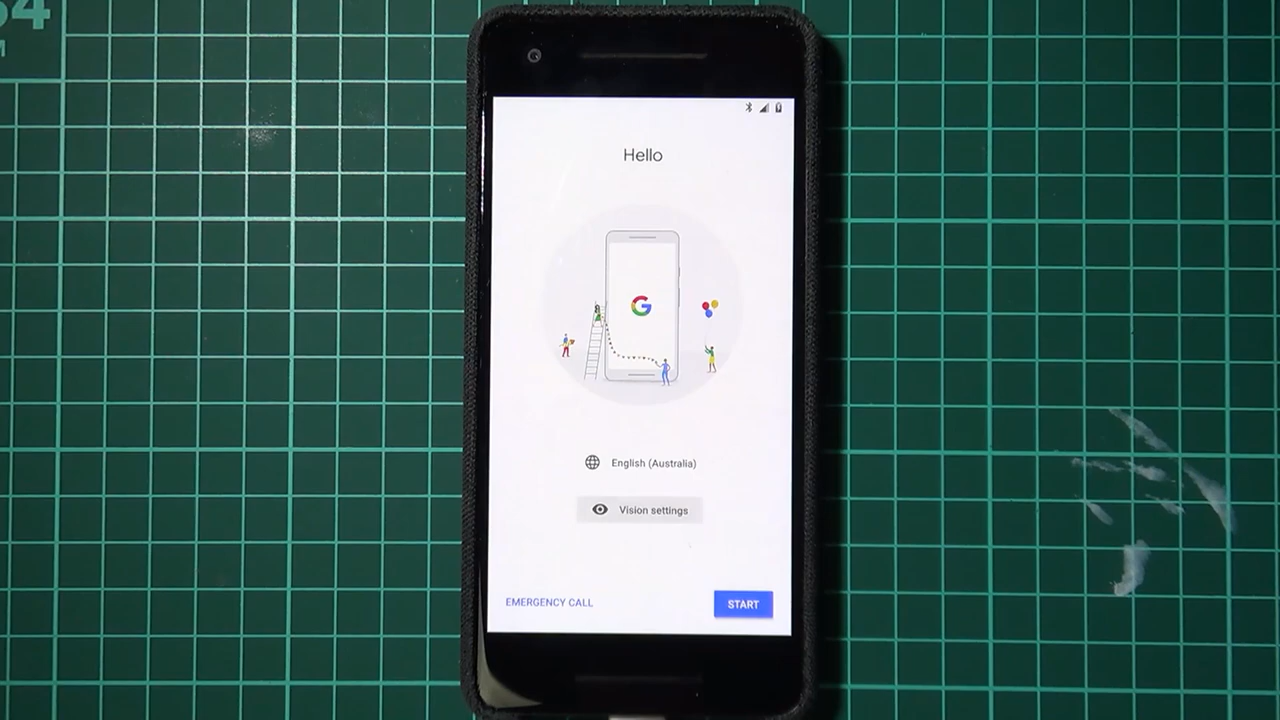 Hello
G
English (Australia)
Vision settings
EMERGENCY CALL
START